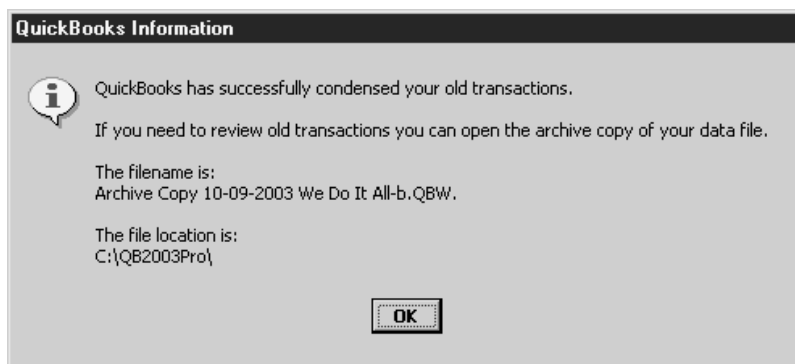 QuickBooks Information
QuickBooks has successfully condensed your old transactions.
If you need to review old transactions you can open the archive copy of your data file.
The filename is:
Archive Copy 10-09-2003 We Do It All-b.QBW.
The file location is:
C:\QB2003Pro\
OK